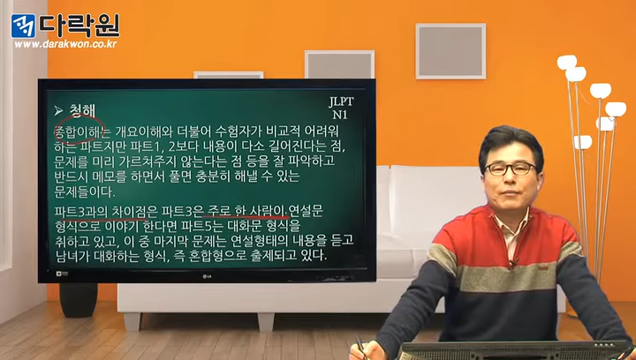 다락원
www.darakwon.co.kr
➢ 청해
JLPT
N1
종합이해는 개요이해와 더불어 수험자가 비교적 어려워
하는 파트지만 파트1, 2보다 내용이 다소 길어진다는 점,
문제를 미리 가르쳐주지 않는다는 점 등을 잘 파악하고
반드시 메모를 하면서 풀면 충분히 해낼 수 있는
문제들이다.
파트3과의 차이점은 파트3은 주로 한 사람이 연설문
형식으로 이야기 한다면 파트5는 대화문 형식을
취하고 있고, 이 중 마지막 문제는 연설형태의 내용을 듣고
남녀가 대화하는 형식, 즉 혼합형으로 출제되고 있다.
LG